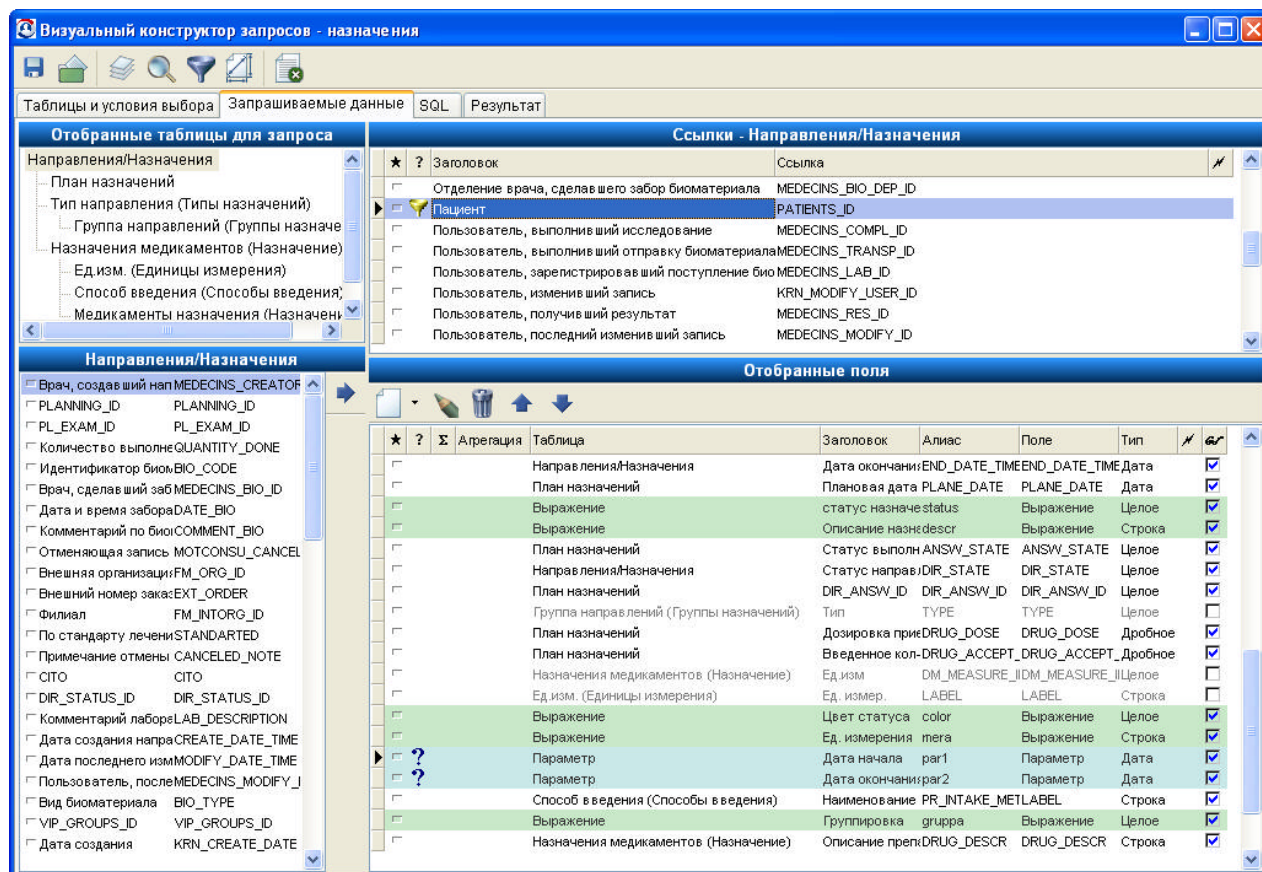 Визуальный конструктор запросов - назначения
Таблицы и условия выбора Запрашиваемые данные SQL Результат
Отобранные таблицы для запроса
Направления/Назначения
План назначений
Тип направления (Типы назначений)
Группа направлений (Группы назначе
Назначения медикаментов (Назначение)
Ед.изм. (Единицы измерения)
Способ введения (Способы введения)
Медикаменты назначения (Назначени
Ссылки - Направления/Назначения
★ ? Заголовок Ссылка
Отделение врача, сделавшего забор биоматериала MEDECINS_BIO_DEP_ID
Пациент PATIENTS_ID
Пользователь, выполнивший исследование MEDECINS_COMPL_ID
Пользователь, выполнивший отправку биоматериала MEDECINS_TRANSP_ID
Пользователь, зарегистрировавший поступление био MEDECINS_LAB_ID
Пользователь, изменивший запись KRN_MODIFY_USER_ID
Пользователь, получивший результат MEDECINS_RES_ID
Пользователь, последний изменивший запись MEDECINS_MODIFY_ID
Направления/Назначения
Врач, создавший нап MEDECINS_CREATOR
PLANNING_ID PLANNING_ID
PL_EXAM_ID PL_EXAM_ID
Количество выполне QUANTITY_DONE
Идентификатор биом BIO_CODE
Врач, сделавший заб MEDECINS_BIO_ID
Дата и время забора DATE_BIO
Комментарий по био COMMENT_BIO
Отменяющая запись MOTCONSU_CANCEL
Внешняя организаци FM_ORG_ID
Внешний номер зака EXT_ORDER
Филиал FM_INTORG_ID
По стандарту лечени STANDARTED
Примечание отмены CANCELED_NOTE
CITO CITO
DIR_STATUS_ID DIR_STATUS_ID
Комментарий лабора LAB_DESCRIPTION
Дата создания напра CREATE_DATE_TIME
Дата последнего изм MODIFY_DATE_TIME
Пользователь, после MEDECINS_MODIFY_I
Вид биоматериала BIO_TYPE
VIP_GROUPS_ID VIP_GROUPS_ID
Дата создания KRN_CREATE_DATE
Отобранные поля
★ ? Σ Агрегация Таблица Заголовок Алиас Поле Тип
Направления/Назначения Дата окончани END_DATE_TIME END_DATE_TIME Дата
План назначений Плановая дата PLANE_DATE PLANE_DATE Дата
Выражение статус назначе status Выражение Целое
Выражение Описание назна descr Выражение Строка
План назначений Статус выполн ANSW_STATE ANSW_STATE Целое
Направления/Назначения Статус направ. DIR_STATE DIR_STATE Целое
План назначений DIR_ANSW_ID DIR_ANSW_ID DIR_ANSW_ID Целое
Группа направлений (Группы назначений) Тип TYPE TYPE Целое
План назначений Дозировка прие DRUG_DOSE DRUG_DOSE Дробное
План назначений Введенное кол- DRUG_ACCEPT_ DRUG_ACCEPT_ Дробное
Назначения медикаментов (Назначение) Ед.изм DM_MEASURE_I DM_MEASURE_I Целое
Ед.изм. (Единицы измерения) Ед. измер. LABEL LABEL Строка
Выражение Цвет статуса color Выражение Целое
Выражение Ед. измерения mera Выражение Строка
? Параметр Дата начала par1 Параметр Дата
? Параметр Дата окончани par2 Параметр Дата
Способ введения (Способы введения) Наименование PR_INTAKE_MET LABEL Строка
Выражение Группировка gruppa Выражение Целое
Назначения медикаментов (Назначение) Описание преп DRUG_DESCR DRUG_DESCR Строка